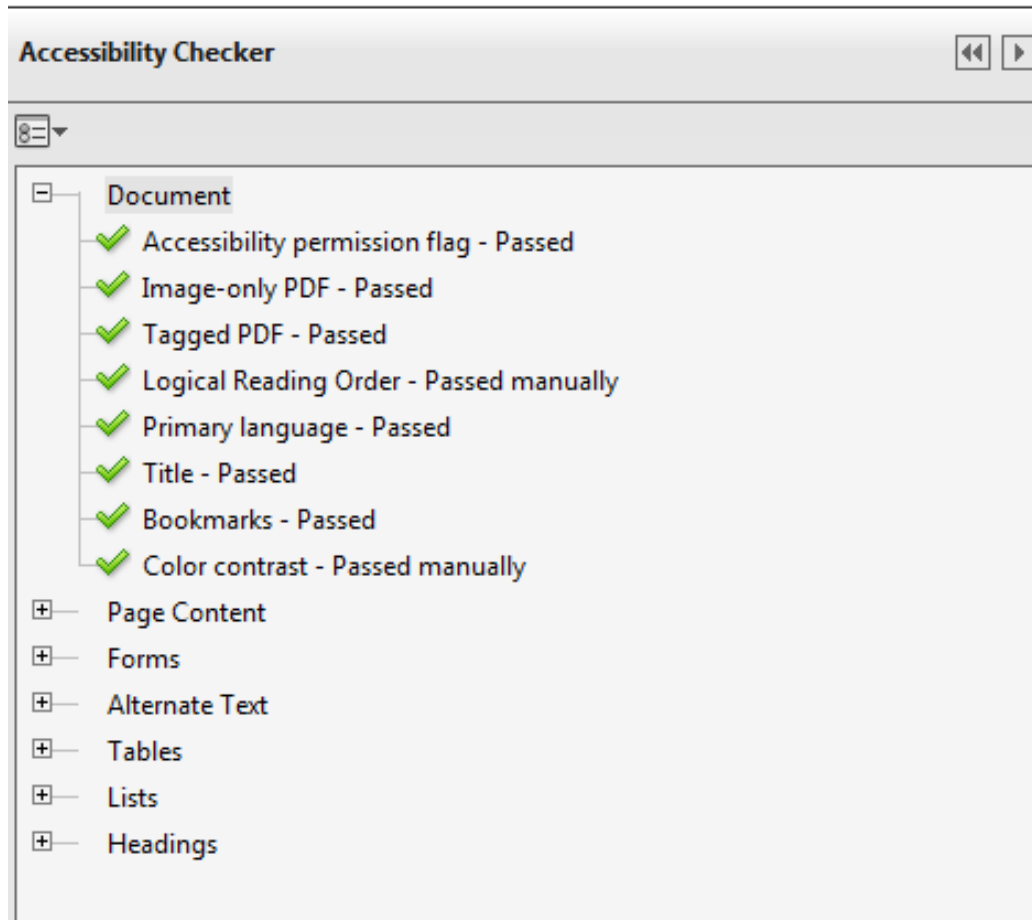 Accessibility Checker
Document
Accessibility permission flag - Passed
Image-only PDF - Passed
Tagged PDF - Passed
Logical Reading Order - Passed manually
Primary language - Passed
Title - Passed
Bookmarks - Passed
Color contrast - Passed manually
Page Content
Forms
Alternate Text
Tables
Lists
Headings